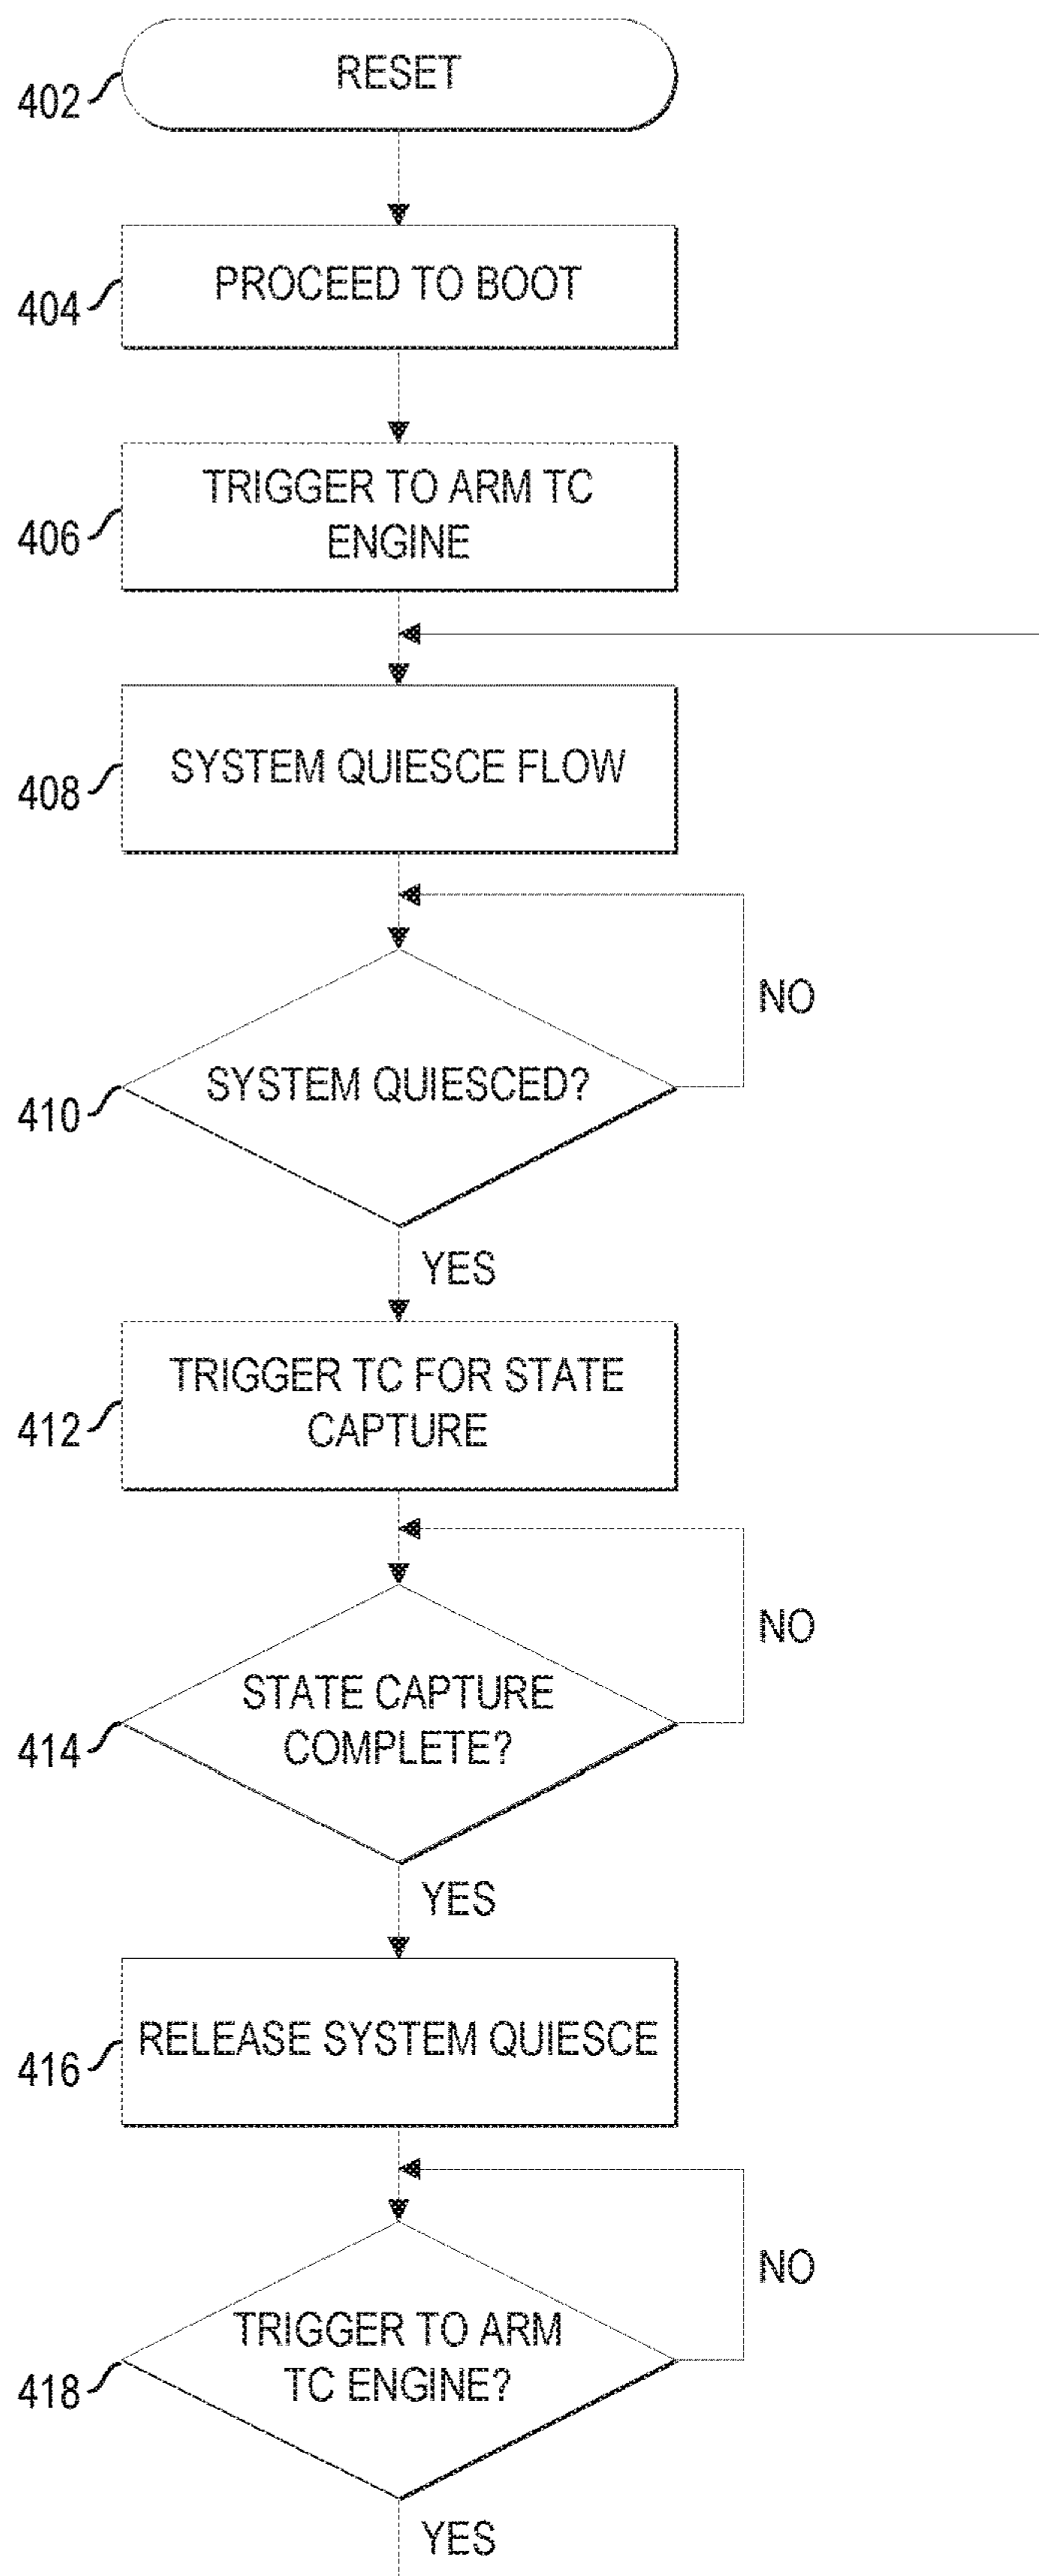 RESET
402
PROCEED TO BOOT
404
TRIGGER TO ARM TC
ENGINE
406
SYSTEM QUIESCE FLOW
408
NO
SYSTEM QUIESCED?
410
YES
TRIGGER TC FOR STATE
CAPTURE
412
NO
STATE CAPTURE
COMPLETE?
414
YES
RELEASE SYSTEM QUIESCE
416
NO
TRIGGER TO ARM
TC ENGINE?
418
YES